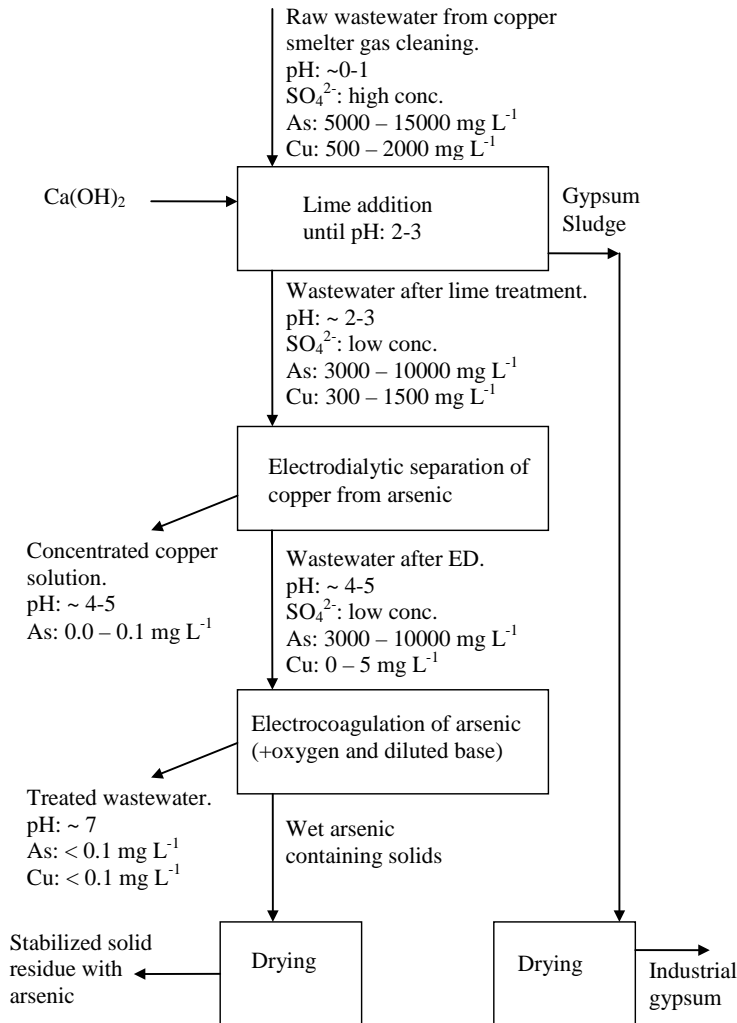 Raw wastewater from copper
smelter gas cleaning.
pH: ~0-1
SO₄²⁻: high conc.
As: 5000 – 15000 mg L⁻¹
Cu: 500 – 2000 mg L⁻¹
Ca(OH)₂
Lime addition
until pH: 2-3
Gypsum
Sludge
Wastewater after lime treatment.
pH: ~ 2-3
SO₄²⁻: low conc.
As: 3000 – 10000 mg L⁻¹
Cu: 300 – 1500 mg L⁻¹
Electrodialytic separation of
copper from arsenic
Concentrated copper
solution.
pH: ~ 4-5
As: 0.0 – 0.1 mg L⁻¹
Wastewater after ED.
pH: ~ 4-5
SO₄²⁻: low conc.
As: 3000 – 10000 mg L⁻¹
Cu: 0 – 5 mg L⁻¹
Electrocoagulation of arsenic
(+oxygen and diluted base)
Treated wastewater.
pH: ~ 7
As: < 0.1 mg L⁻¹
Cu: < 0.1 mg L⁻¹
Wet arsenic
containing solids
Stabilized solid
residue with
arsenic
Drying
Drying
Industrial
gypsum